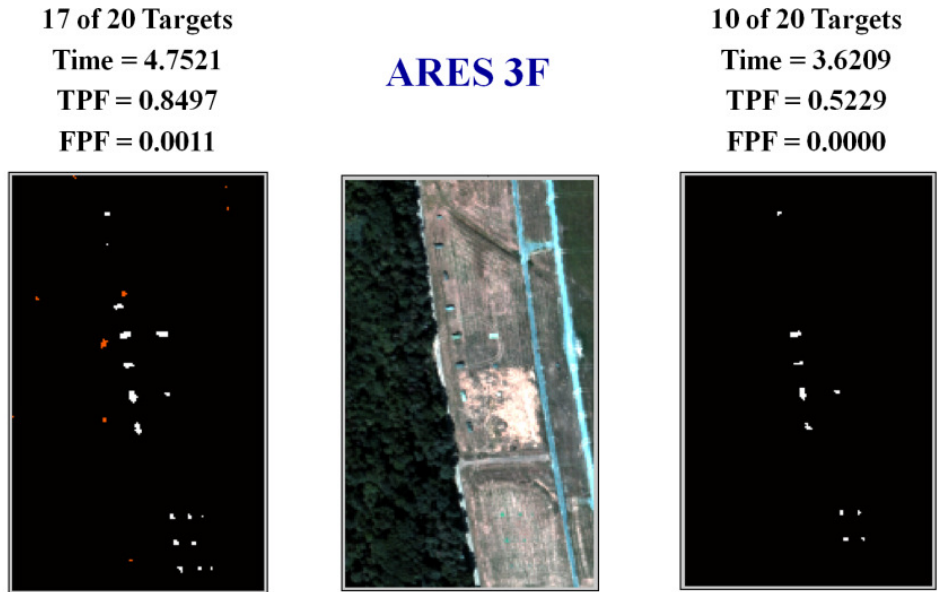 17 of 20 Targets
Time = 4.7521
TPF = 0.8497
FPF = 0.0011
ARES 3F
10 of 20 Targets
Time = 3.6209
TPF = 0.5229
FPF = 0.0000